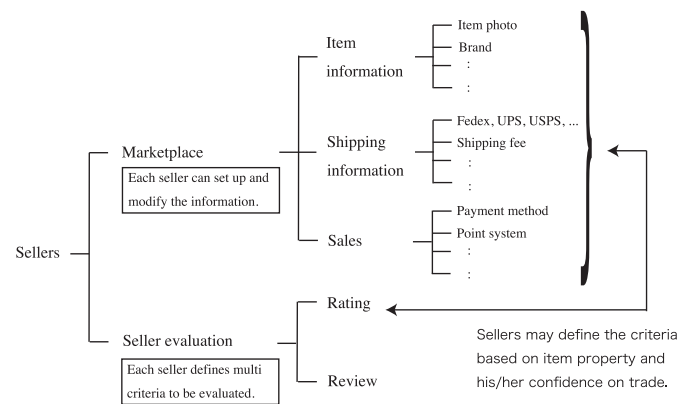 Sellers
Marketplace
Each seller can set up and
modify the information.
Item
information
Item photo
Brand
:
:
Shipping
information
Fedex, UPS, USPS, ...
Shipping fee
:
:
Sales
Payment method
Point system
:
:
Seller evaluation
Each seller defines multi
criteria to be evaluated.
Rating
Review
Sellers may define the criteria
based on item property and
his/her confidence on trade.